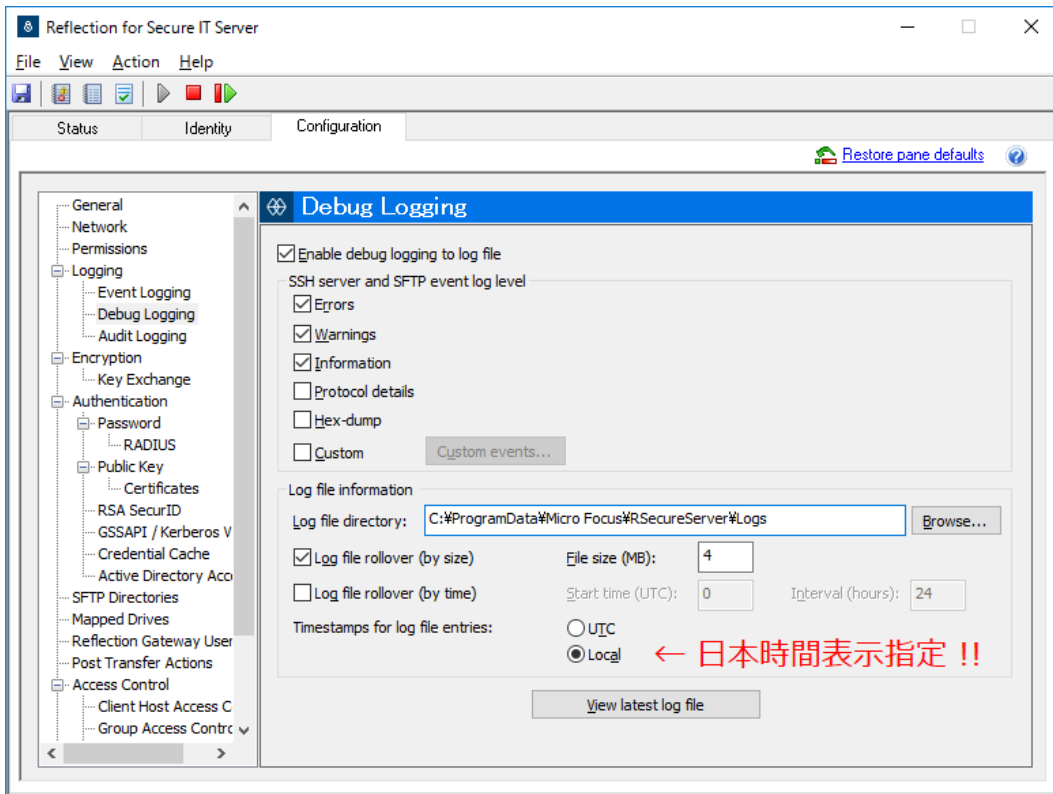 Reflection for Secure IT Server
File View Action Help
Status Identity Configuration
Restore pane defaults
General
Network
Permissions
Logging
Event Logging
Debug Logging
Audit Logging
Encryption
Key Exchange
Authentication
Password
RADIUS
Public Key
Certificates
RSA SecurID
GSSAPI / Kerberos V
Credential Cache
Active Directory Acc
SFTP Directories
Mapped Drives
Reflection Gateway User
Post Transfer Actions
Access Control
Client Host Access C
Group Access Contr
Debug Logging
Enable debug logging to log file
SSH server and SFTP event log level
Errors
Warnings
Information
Protocol details
Hex-dump
Custom Custom events...
Log file information
Log file directory: C:¥ProgramData¥Micro Focus¥RSecureServer¥Logs Browse...
Log file rollover (by size) File size (MB): 4
Log file rollover (by time) Start time (UTC): 0 Interval (hours): 24
Timestamps for log file entries: UTC
Local ← 日本時間表示指定 !!
View latest log file